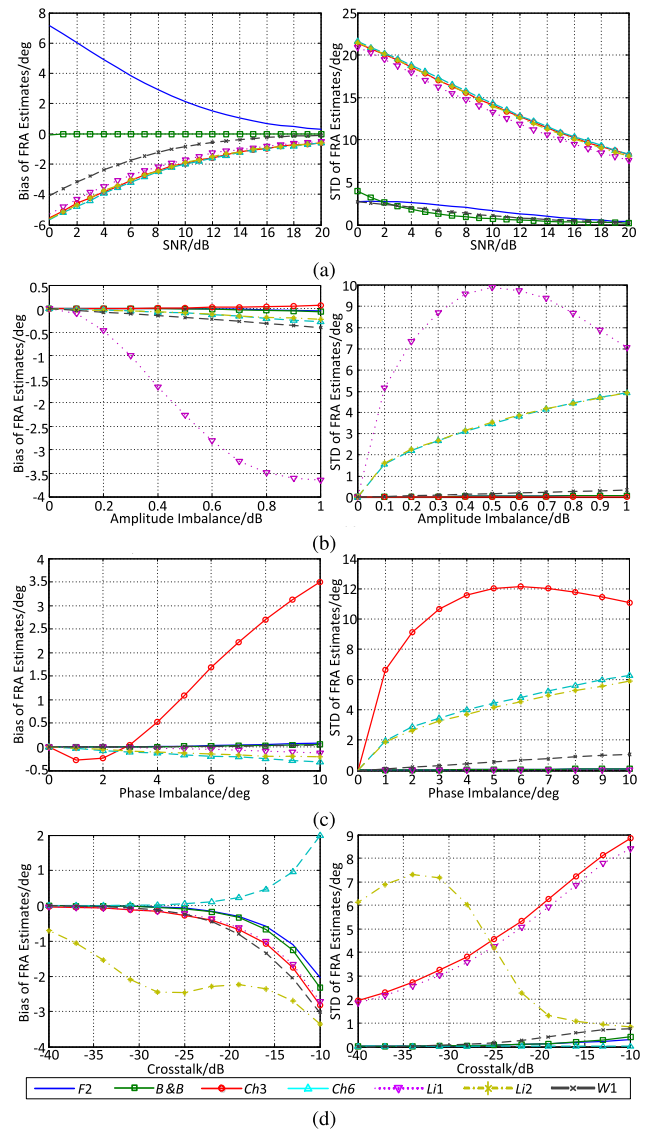 8
6
4
2
0
-2
-4
-6
Bias of FRA Estimates/deg
0 2 4 6 8 10 12 14 16 18 20
SNR/dB
25
20
15
10
5
0
STD of FRA Estimates/deg
0 2 4 6 8 10 12 14 16 18 20
SNR/dB
(a)
0.5
0
-0.5
-1
-1.5
-2
-2.5
-3
-3.5
-4
Bias of FRA Estimates/deg
0 0.2 0.4 0.6 0.8 1
Amplitude Imbalance/dB
10
9
8
7
6
5
4
3
2
1
0
STD of FRA Estimates/deg
0 0.1 0.2 0.3 0.4 0.5 0.6 0.7 0.8 0.9 1
Amplitude Imbalance/dB
(b)
4
3.5
3
2.5
2
1.5
1
0.5
0
-0.5
Bias of FRA Estimates/deg
0 2 4 6 8 10
Phase Imbalance/deg
14
12
10
8
6
4
2
0
STD of FRA Estimates/deg
0 1 2 3 4 5 6 7 8 9 10
Phase Imbalance/deg
(c)
2
1
0
-1
-2
-3
-4
Bias of FRA Estimates/deg
-40 -35 -30 -25 -20 -15 -10
Crosstalk/dB
9
8
7
6
5
4
3
2
1
0
STD of FRA Estimates/deg
-40 -35 -30 -25 -20 -15 -10
Crosstalk/dB
F2 B&B Ch3 Ch6 Li1 Li2 W1
(d)